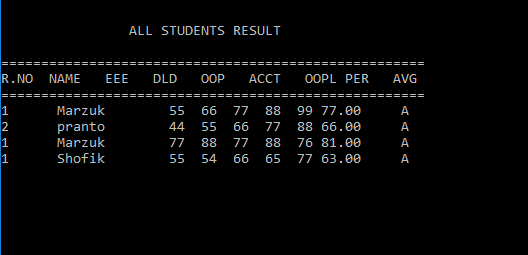 ALL STUDENTS RESULT
=====================================================
R.NO NAME EEE DLD OOP ACCT OOPL PER AVG
=====================================================
1 Marzuk 55 66 77 88 99 77.00 A
2 pranto 44 55 66 77 88 66.00 A
1 Marzuk 77 88 77 88 76 81.00 A
1 Shofik 55 54 66 65 77 63.00 A